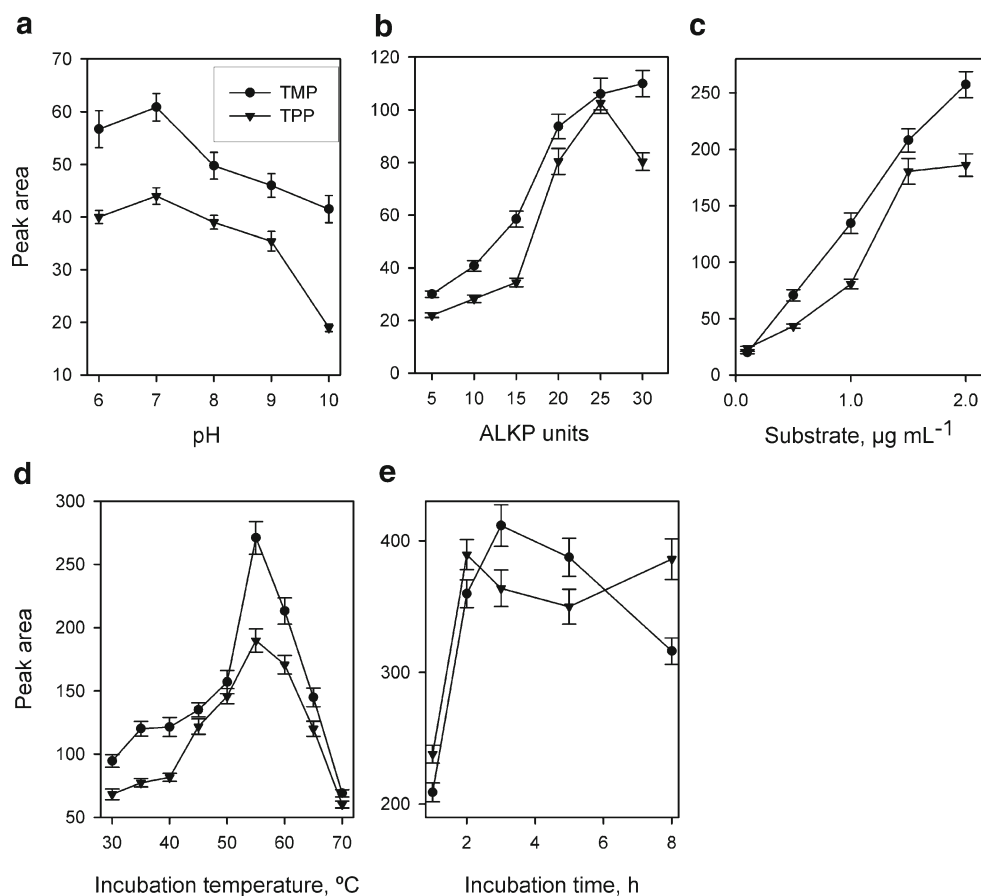 a
70
60
50
40
30
20
10
Peak area
6 7 8 9 10
pH
TMP
TPP
b
120
100
80
60
40
20
0
5 10 15 20 25 30
ALKP units
c
250
200
150
100
50
0
0.0 1.0 2.0
Substrate, µg mL⁻¹
d
300
250
200
150
100
50
Peak area
30 40 50 60 70
Incubation temperature, ºC
e
400
300
200
2 4 6 8
Incubation time, h